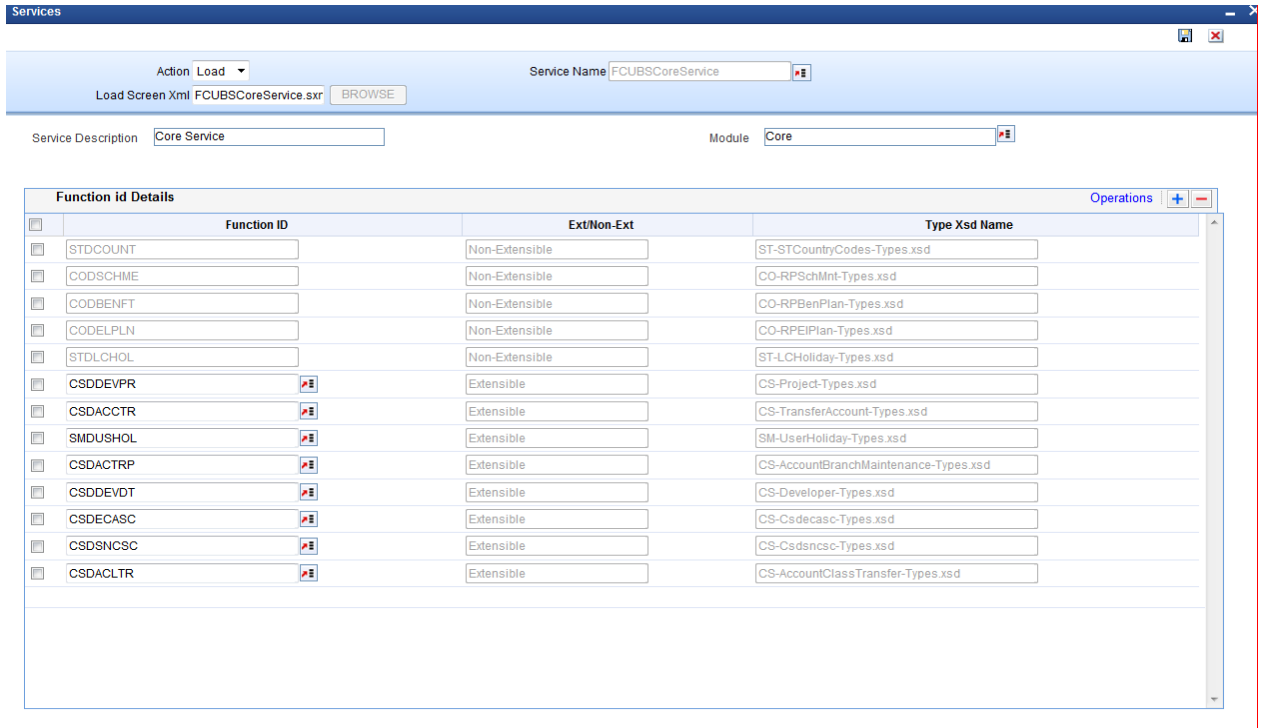 Services
Action Load Service Name FCUBSCoreService
Load Screen Xml FCUBSCoreService.sxr BROWSE
Service Description Core Service Module Core
Function id Details Operations
Function ID Ext/Non-Ext Type Xsd Name
STDCOUNT Non-Extensible ST-STCountryCodes-Types.xsd
CODSCHME Non-Extensible CO-RPSchMnt-Types.xsd
CODBENFT Non-Extensible CO-RPBenPlan-Types.xsd
CODELPLN Non-Extensible CO-RPElPlan-Types.xsd
STDLCHOL Non-Extensible ST-LCHoliday-Types.xsd
CSDDEVPR Extensible CS-Project-Types.xsd
CSDACCTR Extensible CS-TransferAccount-Types.xsd
SMDUSHOL Extensible SM-UserHoliday-Types.xsd
CSDACTRP Extensible CS-AccountBranchMaintenance-Types.xsd
CSDDEVDT Extensible CS-Developer-Types.xsd
CSDECASC Extensible CS-Csdecasc-Types.xsd
CSDSNCSC Extensible CS-Csdsncsc-Types.xsd
CSDACLTR Extensible CS-AccountClassTransfer-Types.xsd